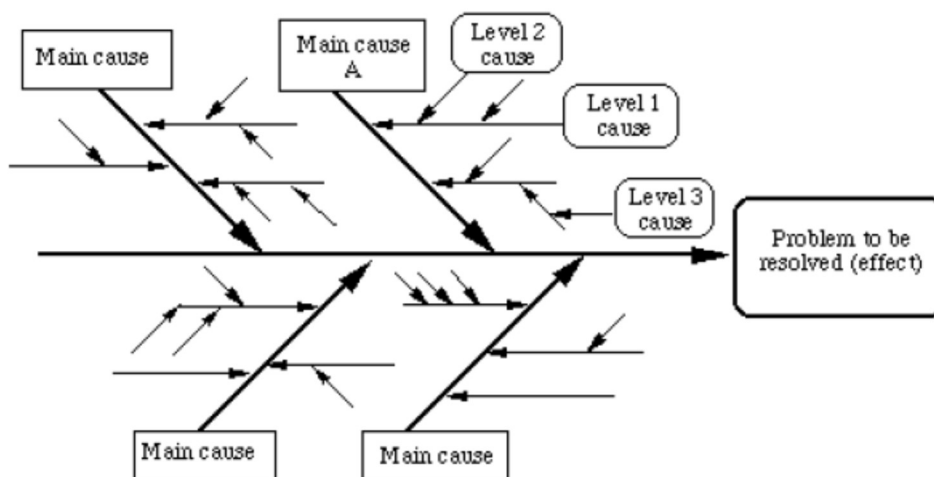 Main cause
Main cause
A
Level 2
cause
Level 1
cause
Level 3
cause
Problem to be
resolved (effect)
Main cause
Main cause